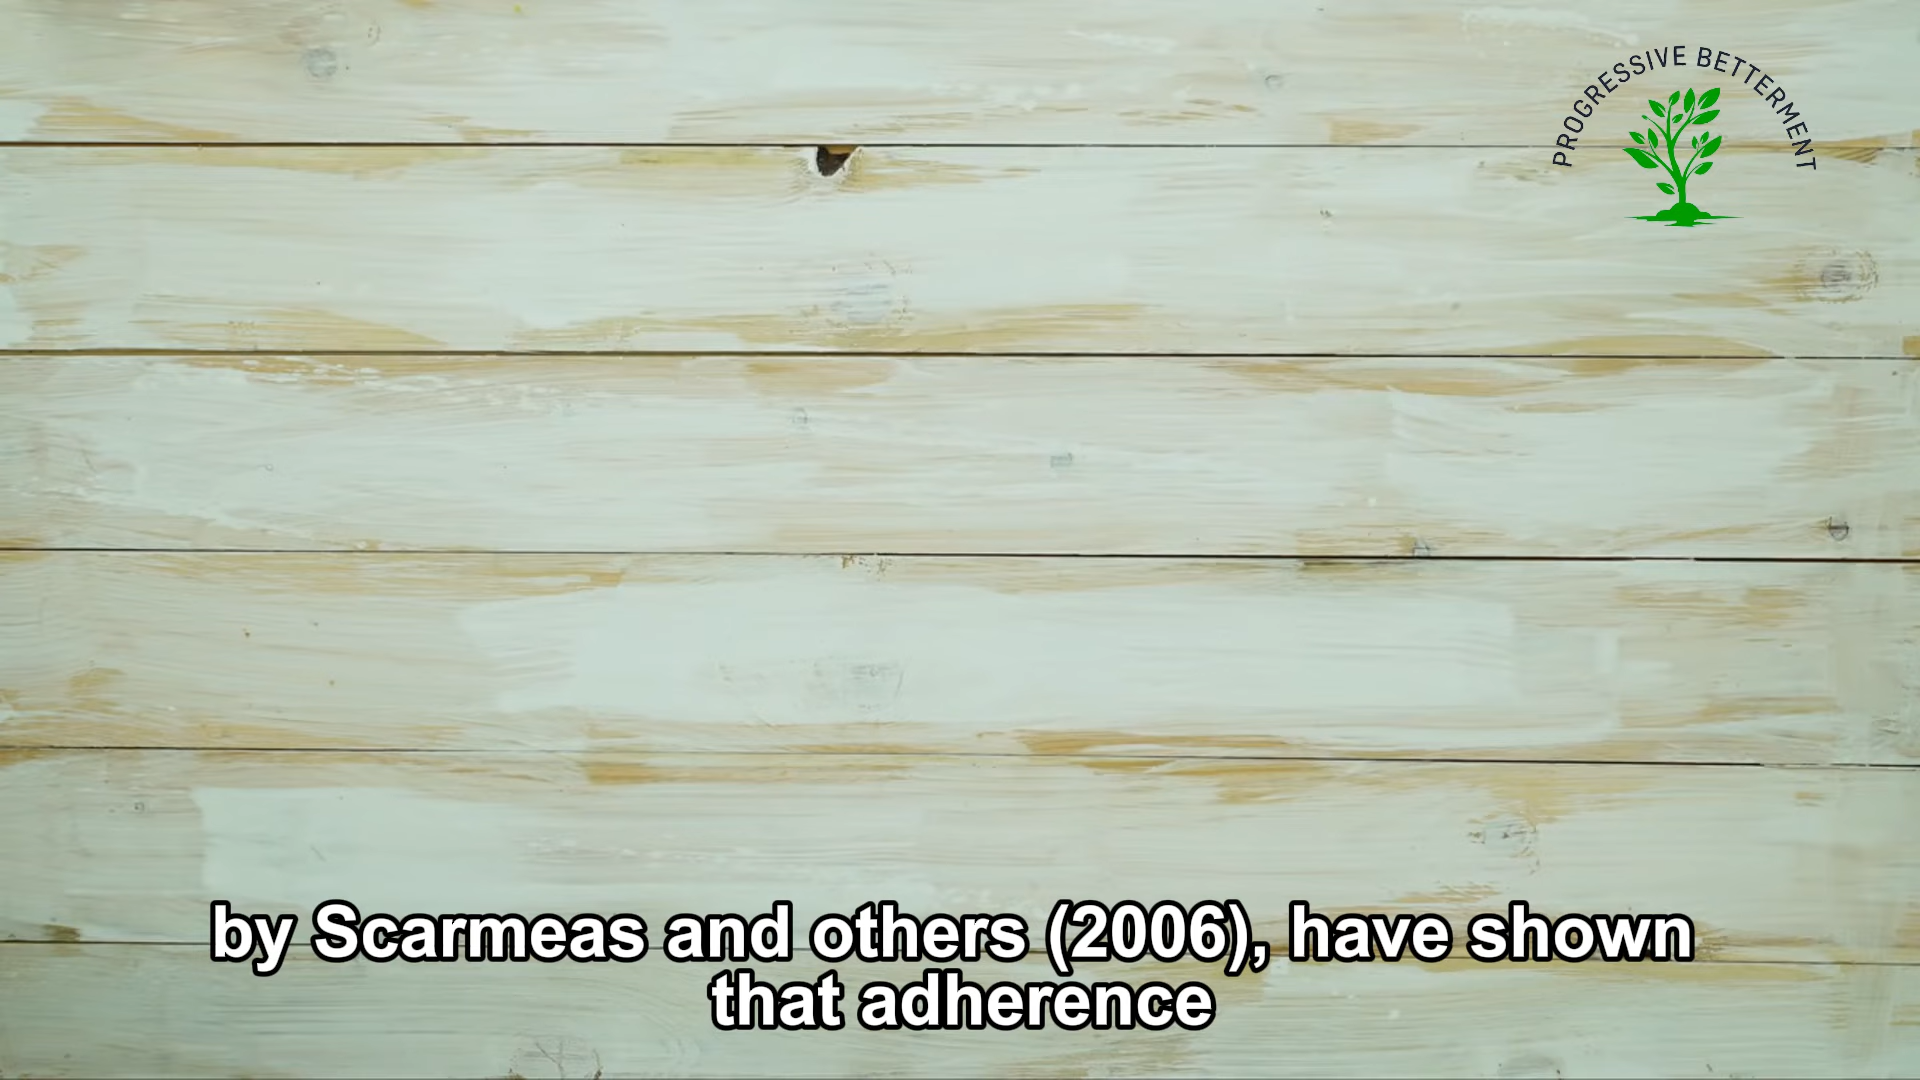 PROGRESSIVE BETTERMENT
by Scarmeas and others (2006), have shown
that adherence